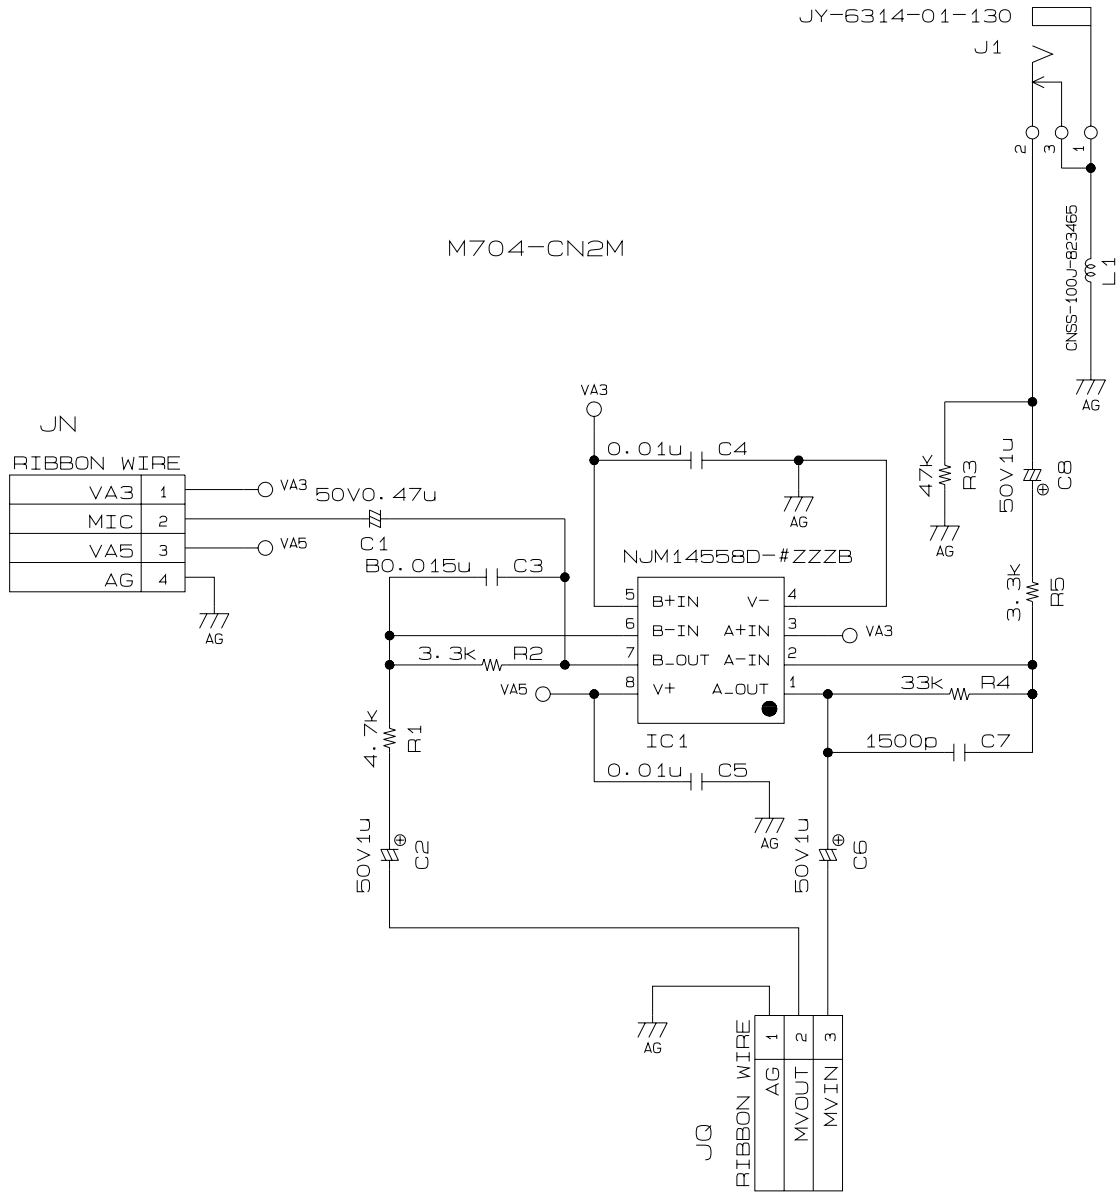 JY-6314-01-130
J1
2
3
1
CNSS-100J-823465
L1
AG
M704-CN2M
JN
RIBBON WIRE
VA3 1
MIC 2
VA5 3
AG 4
VA3
VA5
AG
50V0.47u
C1
B0.015u C3
VA3
0.01u C4
AG
47k
R3
AG
50V1u
C8
3.3k
R5
NJM14558D-#ZZZB
5 B+IN V- 4
6 B-IN A+IN 3
7 B_OUT A-IN 2
8 V+ A_OUT 1
VA3
3.3k R2
VA5
33k R4
IC1
1500p C7
4.7k
R1
0.01u C5
AG
50V1u
C2
50V1u
C6
AG
JQ
RIBBON WIRE
AG 1
MVOUT 2
MVIN 3